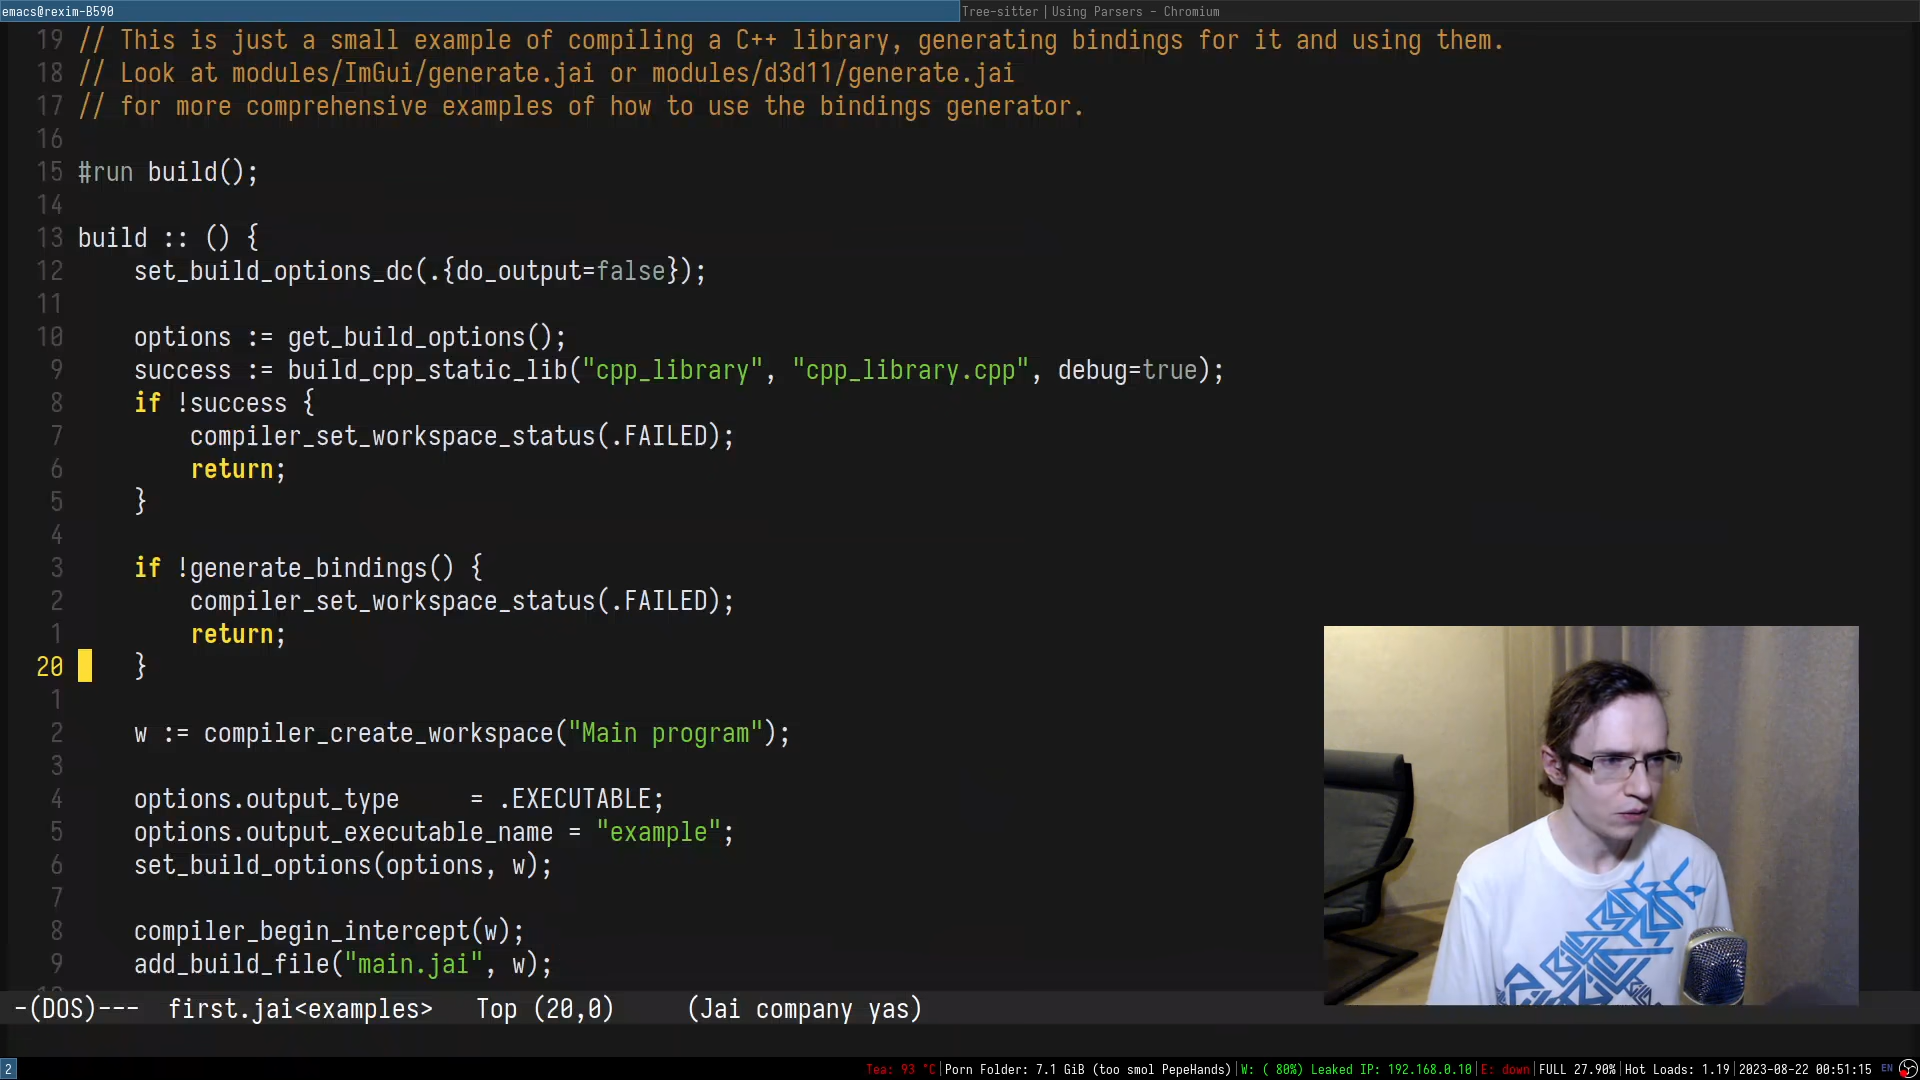 emacs@rexim-B590
Tree-sitter|Using Parsers - Chromium
19 // This is just a small example of compiling a C++ library, generating bindings for it and using them.
18 // Look at modules/ImGui/generate.jai or modules/d3d11/generate.jai
17 // for more comprehensive examples of how to use the bindings generator.
16
15 #run build();
14
13 build :: () {
12     set_build_options_dc(.{do_output=false});
11
10     options := get_build_options();
9     success := build_cpp_static_lib("cpp_library", "cpp_library.cpp", debug=true);
8     if !success {
7         compiler_set_workspace_status(.FAILED);
6         return;
5     }
4
3     if !generate_bindings() {
2         compiler_set_workspace_status(.FAILED);
1         return;
20     }
1
2     w := compiler_create_workspace("Main program");
3
4     options.output_type     = .EXECUTABLE;
5     options.output_executable_name = "example";
6     set_build_options(options, w);
7
8     compiler_begin_intercept(w);
9     add_build_file("main.jai", w);
-(DOS)---  first.jai<examples>   Top (20,0)     (Jai company yas)
2
Tea: 93 °C|Porn Folder: 7.1 GiB (too smol PepeHands)|W: ( 80%) Leaked IP: 192.168.0.10|E: down|FULL 27.90%|Hot Loads: 1.19|2023-08-22 00:51:15 EN